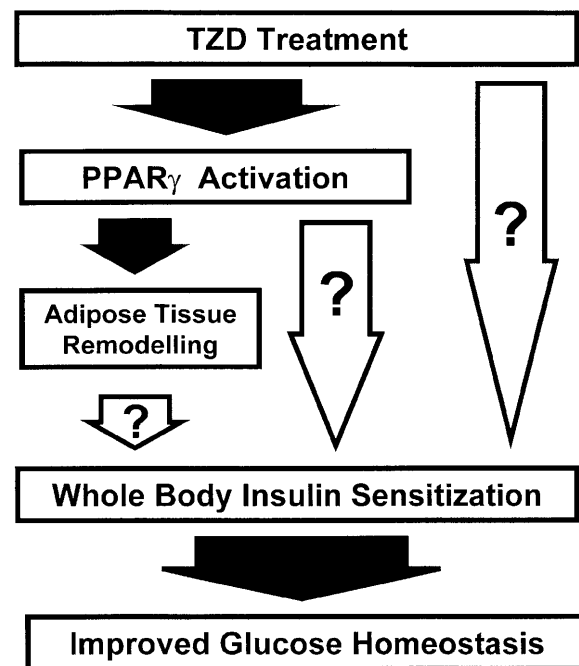 TZD Treatment
PPARγ Activation
?
?
Adipose Tissue
Remodelling
?
Whole Body Insulin Sensitization
Improved Glucose Homeostasis